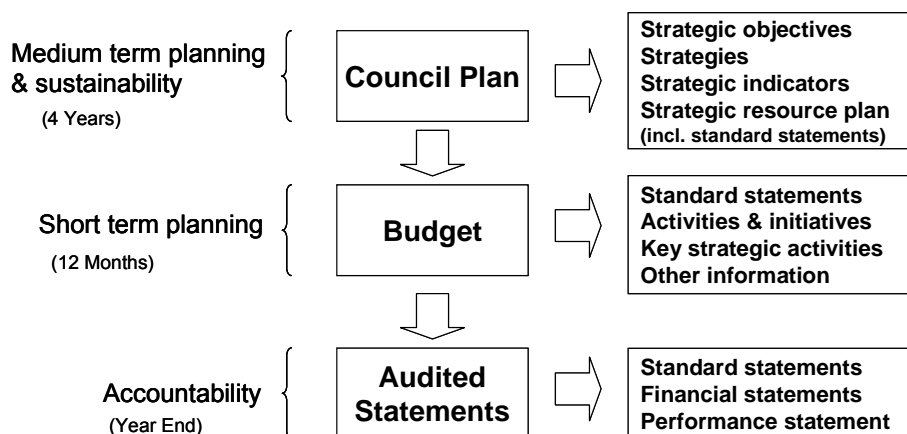 Medium term planning
& sustainability
(4 Years)
Council Plan
Strategic objectives
Strategies
Strategic indicators
Strategic resource plan
(incl. standard statements)
Short term planning
(12 Months)
Budget
Standard statements
Activities & initiatives
Key strategic activities
Other information
Accountability
(Year End)
Audited
Statements
Standard statements
Financial statements
Performance statement